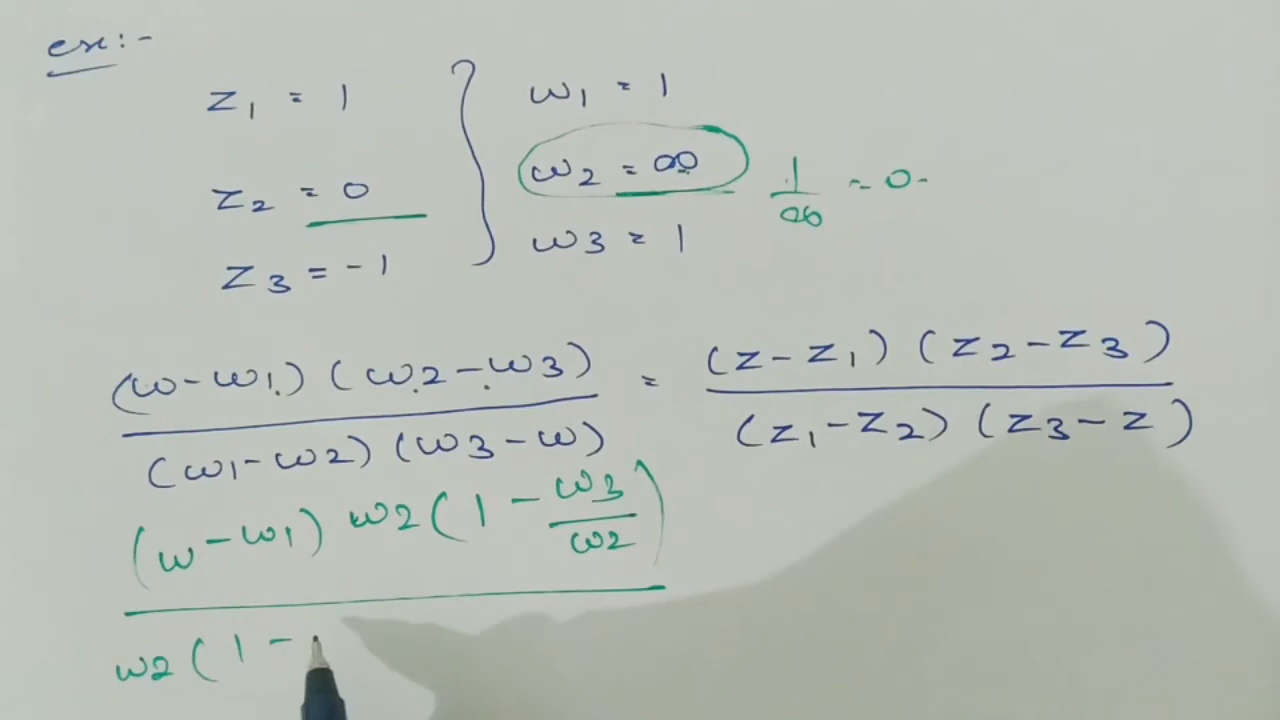 ex:-
z1 = 1 } w1 = 1
z2 = 0 w2 = ∞ 1/∞ = 0.
z3 = -1 w3 = 1
(w-w1) (w2-w3) / (w1-w2) (w3-w) = (z-z1) (z2-z3) / (z1-z2) (z3-z)
(w-w1) w2 (1 - w3/w2)
w2 (1 -